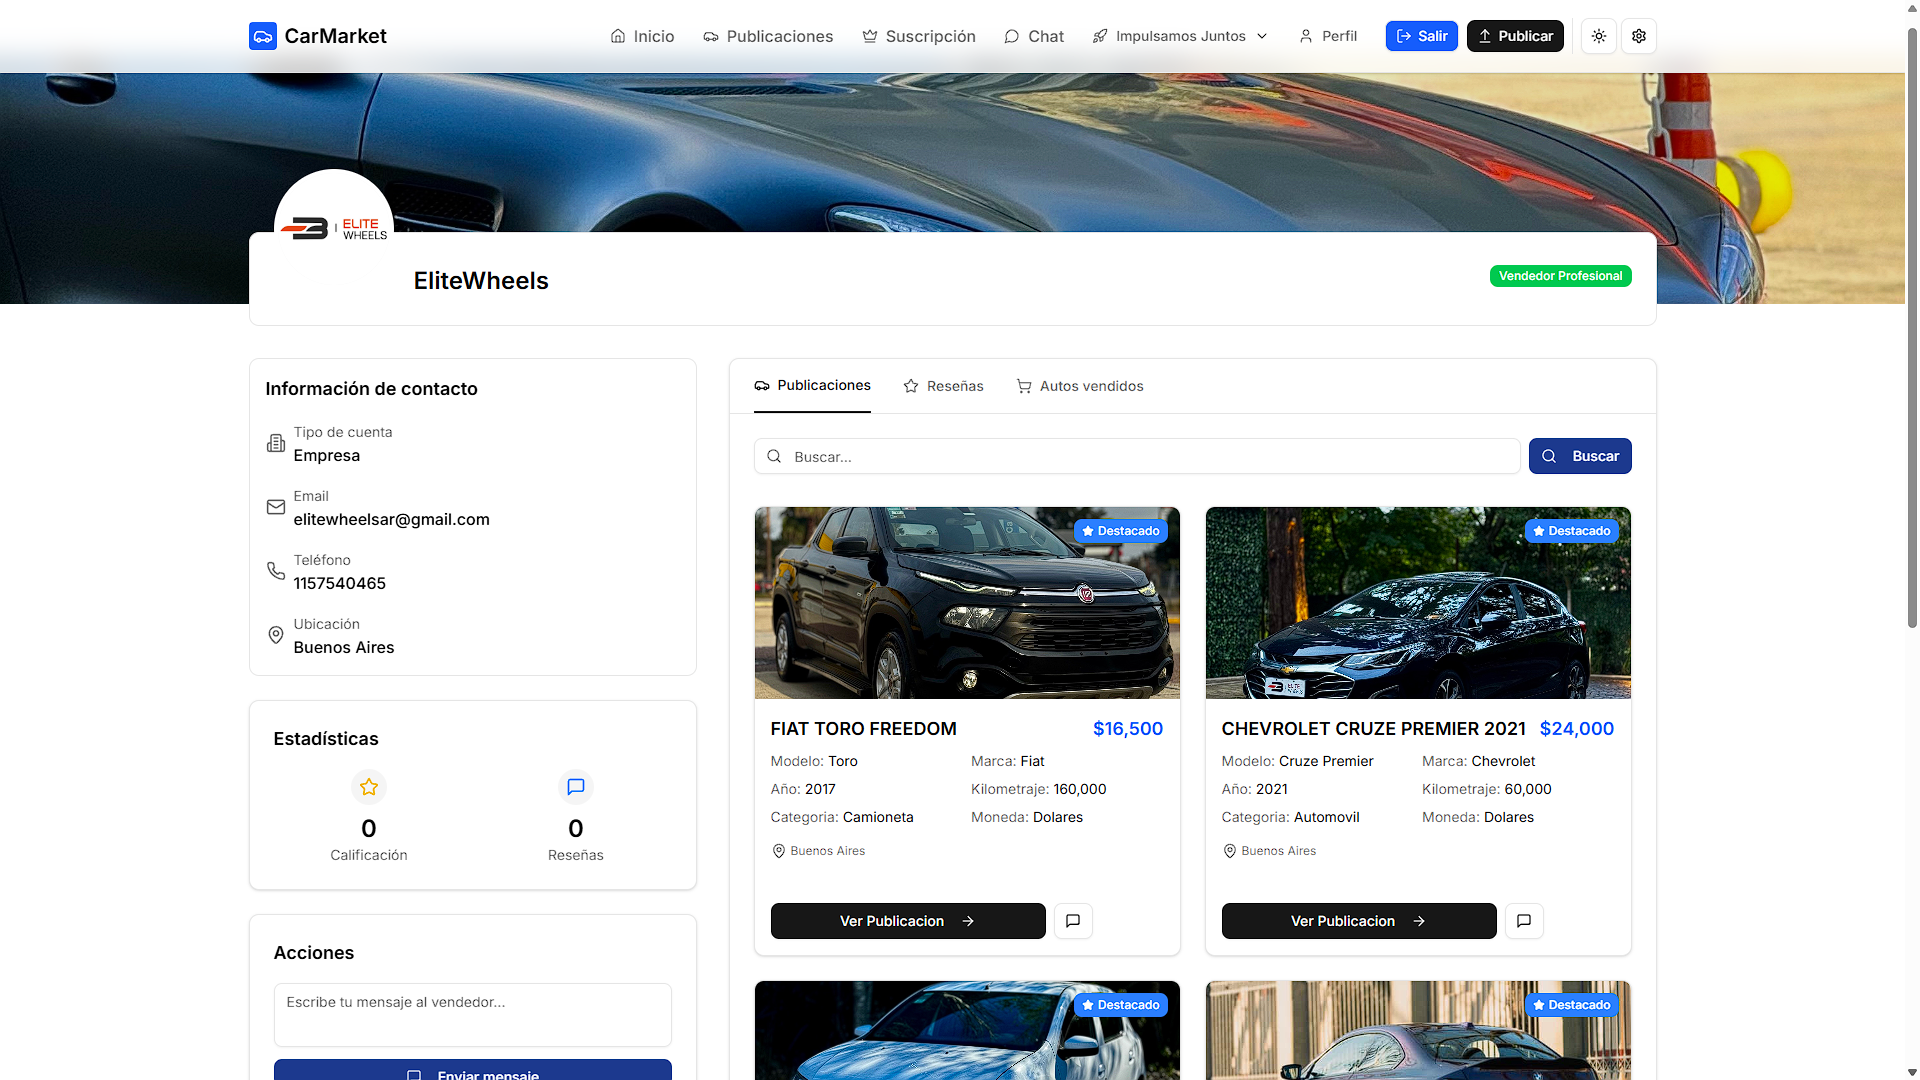 CarMarket
Inicio
Publicaciones
Suscripción
Chat
Impulsamos Juntos
Perfil
Salir
Publicar
ELITE
WHEELS
EliteWheels
Vendedor Profesional
Información de contacto
Tipo de cuenta
Empresa
Email
elitewheelsar@gmail.com
Teléfono
1157540465
Ubicación
Buenos Aires
Estadísticas
0
Calificación
0
Reseñas
Acciones
Escribe tu mensaje al vendedor...
Enviar mensaje
Publicaciones
Reseñas
Autos vendidos
Buscar...
Buscar
Destacado
FIAT TORO FREEDOM
$16,500
Modelo: Toro
Marca: Fiat
Año: 2017
Kilometraje: 160,000
Categoria: Camioneta
Moneda: Dolares
Buenos Aires
Ver Publicacion
Destacado
CHEVROLET CRUZE PREMIER 2021
$24,000
Modelo: Cruze Premier
Marca: Chevrolet
Año: 2021
Kilometraje: 60,000
Categoria: Automovil
Moneda: Dolares
Buenos Aires
Ver Publicacion
Destacado
Destacado